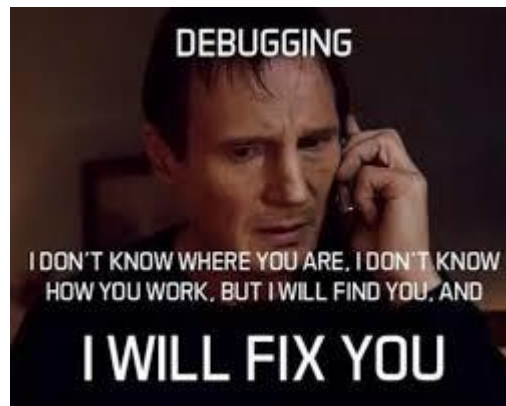 DEBUGGING
I DON'T KNOW WHERE YOU ARE, I DON'T KNOW
HOW YOU WORK, BUT I WILL FIND YOU, AND
I WILL FIX YOU